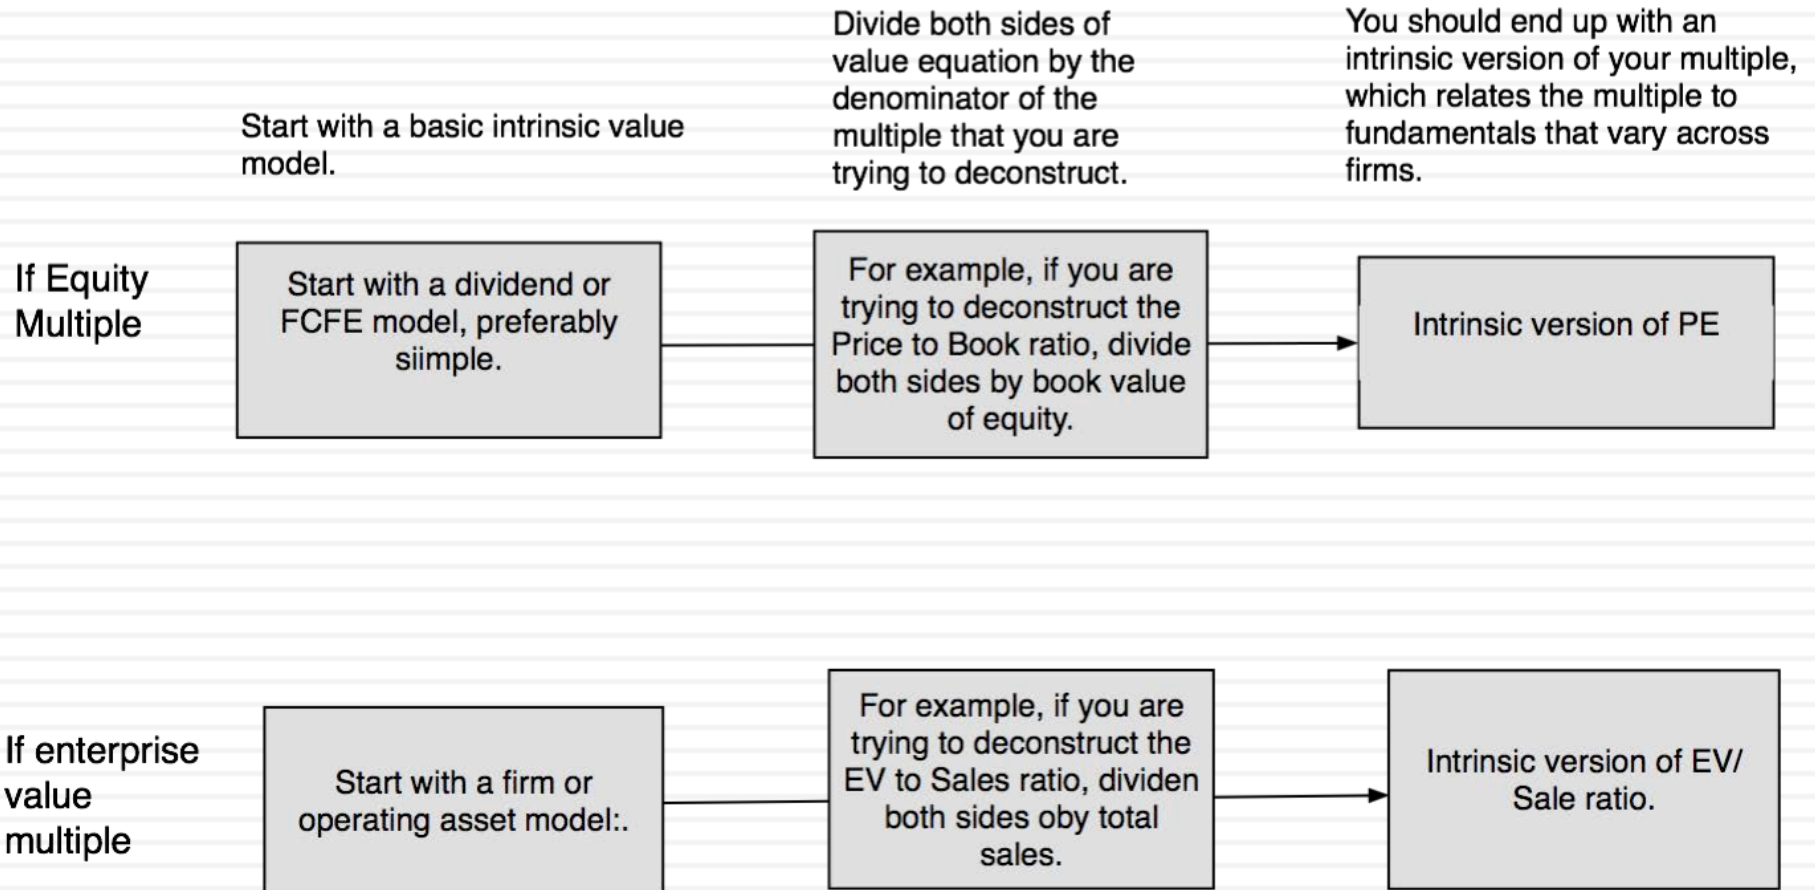 Start with a basic intrinsic value
model.
Divide both sides of
value equation by the
denominator of the
multiple that you are
trying to deconstruct.
You should end up with an
intrinsic version of your multiple,
which relates the multiple to
fundamentals that vary across
firms.
If Equity
Multiple
Start with a dividend or
FCFE model, preferably
siimple.
For example, if you are
trying to deconstruct the
Price to Book ratio, divide
both sides by book value
of equity.
Intrinsic version of PE
If enterprise
value
multiple
Start with a firm or
operating asset model:.
For example, if you are
trying to deconstruct the
EV to Sales ratio, dividen
both sides oby total
sales.
Intrinsic version of EV/
Sale ratio.